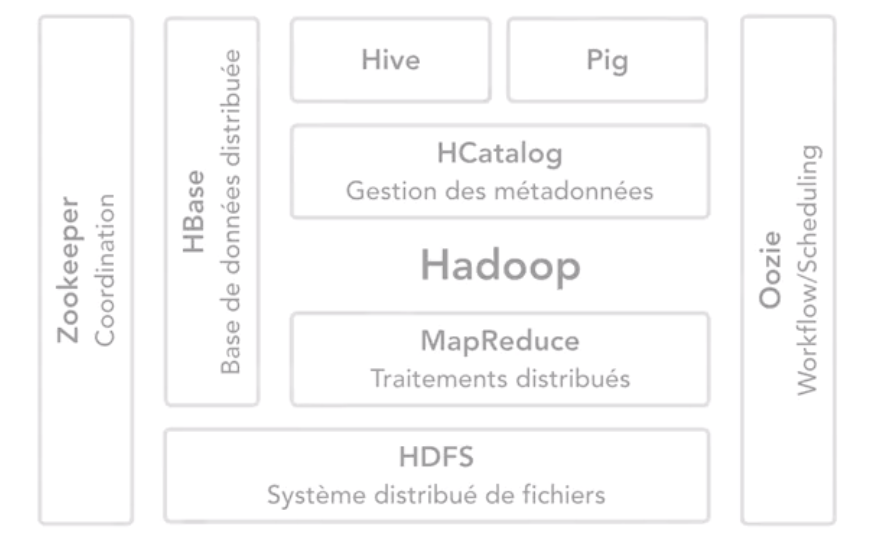 Zookeeper
Coordination
HBase
Base de données distribuée
Hive
Pig
HCatalog
Gestion des métadonnées
Hadoop
MapReduce
Traitements distribués
HDFS
Système distribué de fichiers
Oozie
Workflow/Scheduling